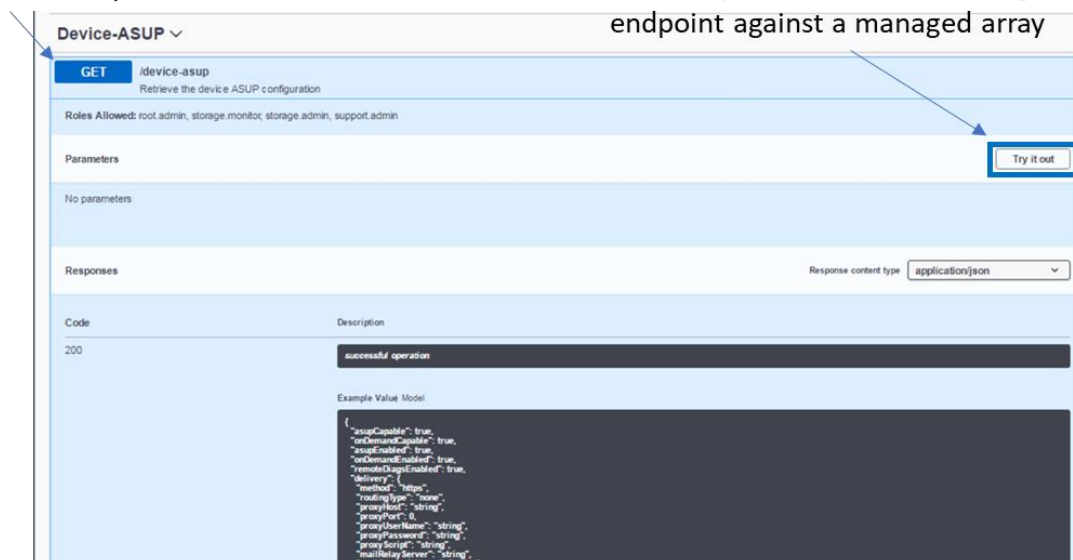 endpoint against a managed array
Device-ASUP
GET /device-asup
Retrieve the device ASUP configuration
Roles Allowed: root.admin, storage.monitor, storage.admin, support.admin
Parameters
Try it out
No parameters
Responses
Response content type application/json
Code Description
200
successful operation
Example Value Model
{
"asupCapable": true,
"onDemandCapable": true,
"asupEnabled": true,
"onDemandEnabled": true,
"remoteDiagsEnabled": true,
"delivery": {
"method": "https",
"routingType": "none",
"proxyHost": "string",
"proxyPort": 0,
"proxyUserName": "string",
"proxyPassword": "string",
"proxyScript": "string",
"mailRelayServer": "string",